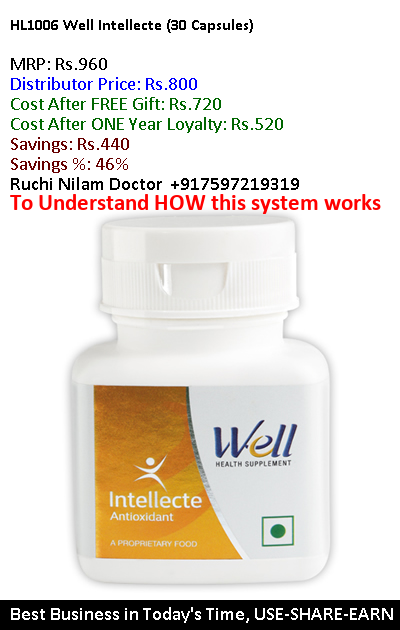 HL1006 Well Intellecte (30 Capsules)
MRP: Rs.960
Distributor Price: Rs.800
Cost After FREE Gift: Rs.720
Cost After ONE Year Loyalty: Rs.520
Savings: Rs.440
Savings %: 46%
Ruchi Nilam Doctor +917597219319
To Understand HOW this system works
Well
HEALTH SUPPLEMENT
Intellecte
Antioxidant
A PROPRIETARY FOOD
Best Business in Today's Time, USE-SHARE-EARN